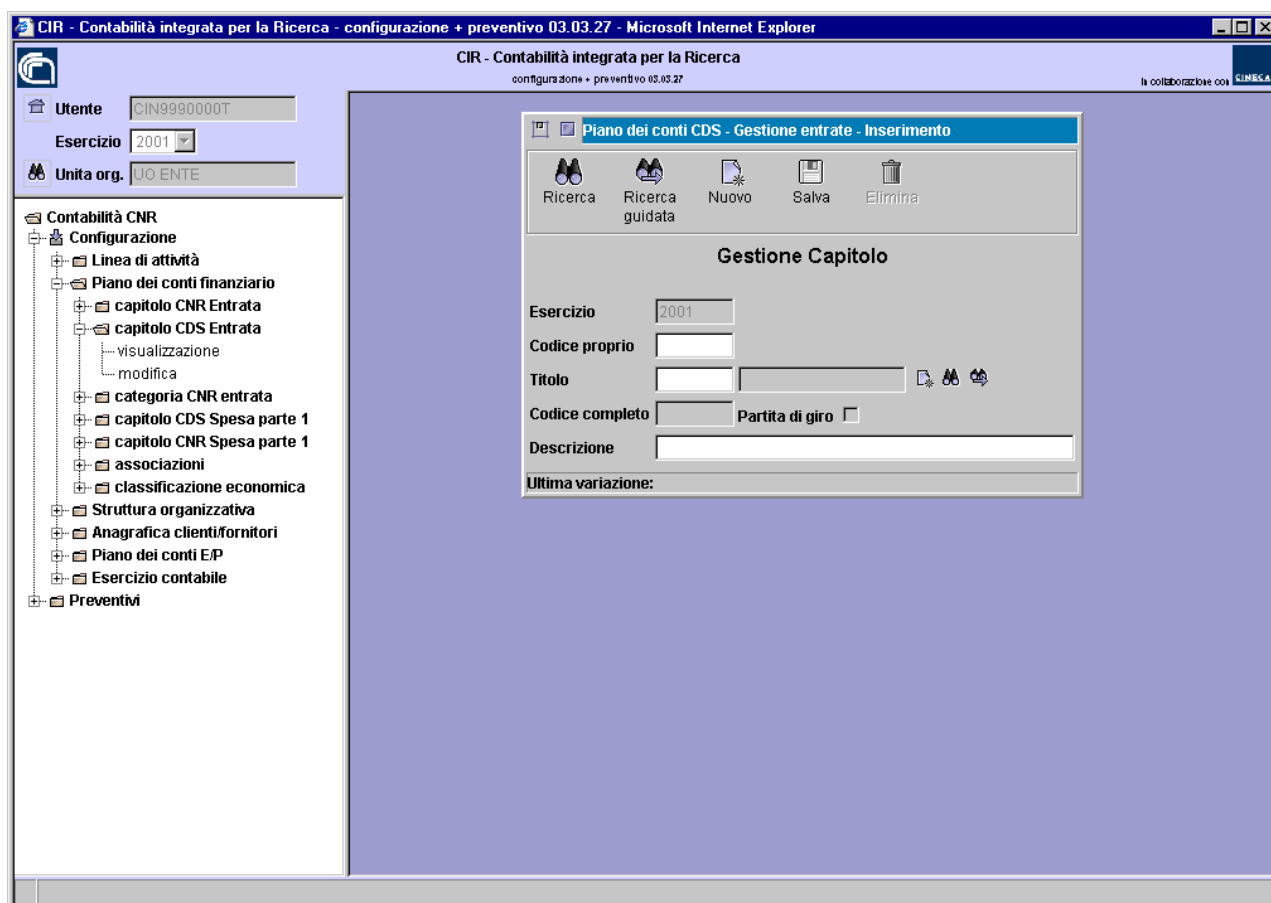 CIR - Contabilità integrata per la Ricerca - configurazione + preventivo 03.03.27 - Microsoft Internet Explorer
CIR - Contabilità integrata per la Ricerca
configurazione + preventivo 03.03.27
In collaborazione con CINECA
Utente CIN9990000T
Esercizio 2001
Unita org. UO ENTE
Contabilità CNR
Configurazione
Linea di attività
Piano dei conti finanziario
capitolo CNR Entrata
capitolo CDS Entrata
visualizzazione
modifica
categoria CNR entrata
capitolo CDS Spesa parte 1
capitolo CNR Spesa parte 1
associazioni
classificazione economica
Struttura organizzativa
Anagrafica clienti/fornitori
Piano dei conti E/P
Esercizio contabile
Preventivi
Piano dei conti CDS - Gestione entrate - Inserimento
Ricerca Ricerca guidata Nuovo Salva Elimina
Gestione Capitolo
Esercizio 2001
Codice proprio
Titolo
Codice completo Partita di giro
Descrizione
Ultima variazione: